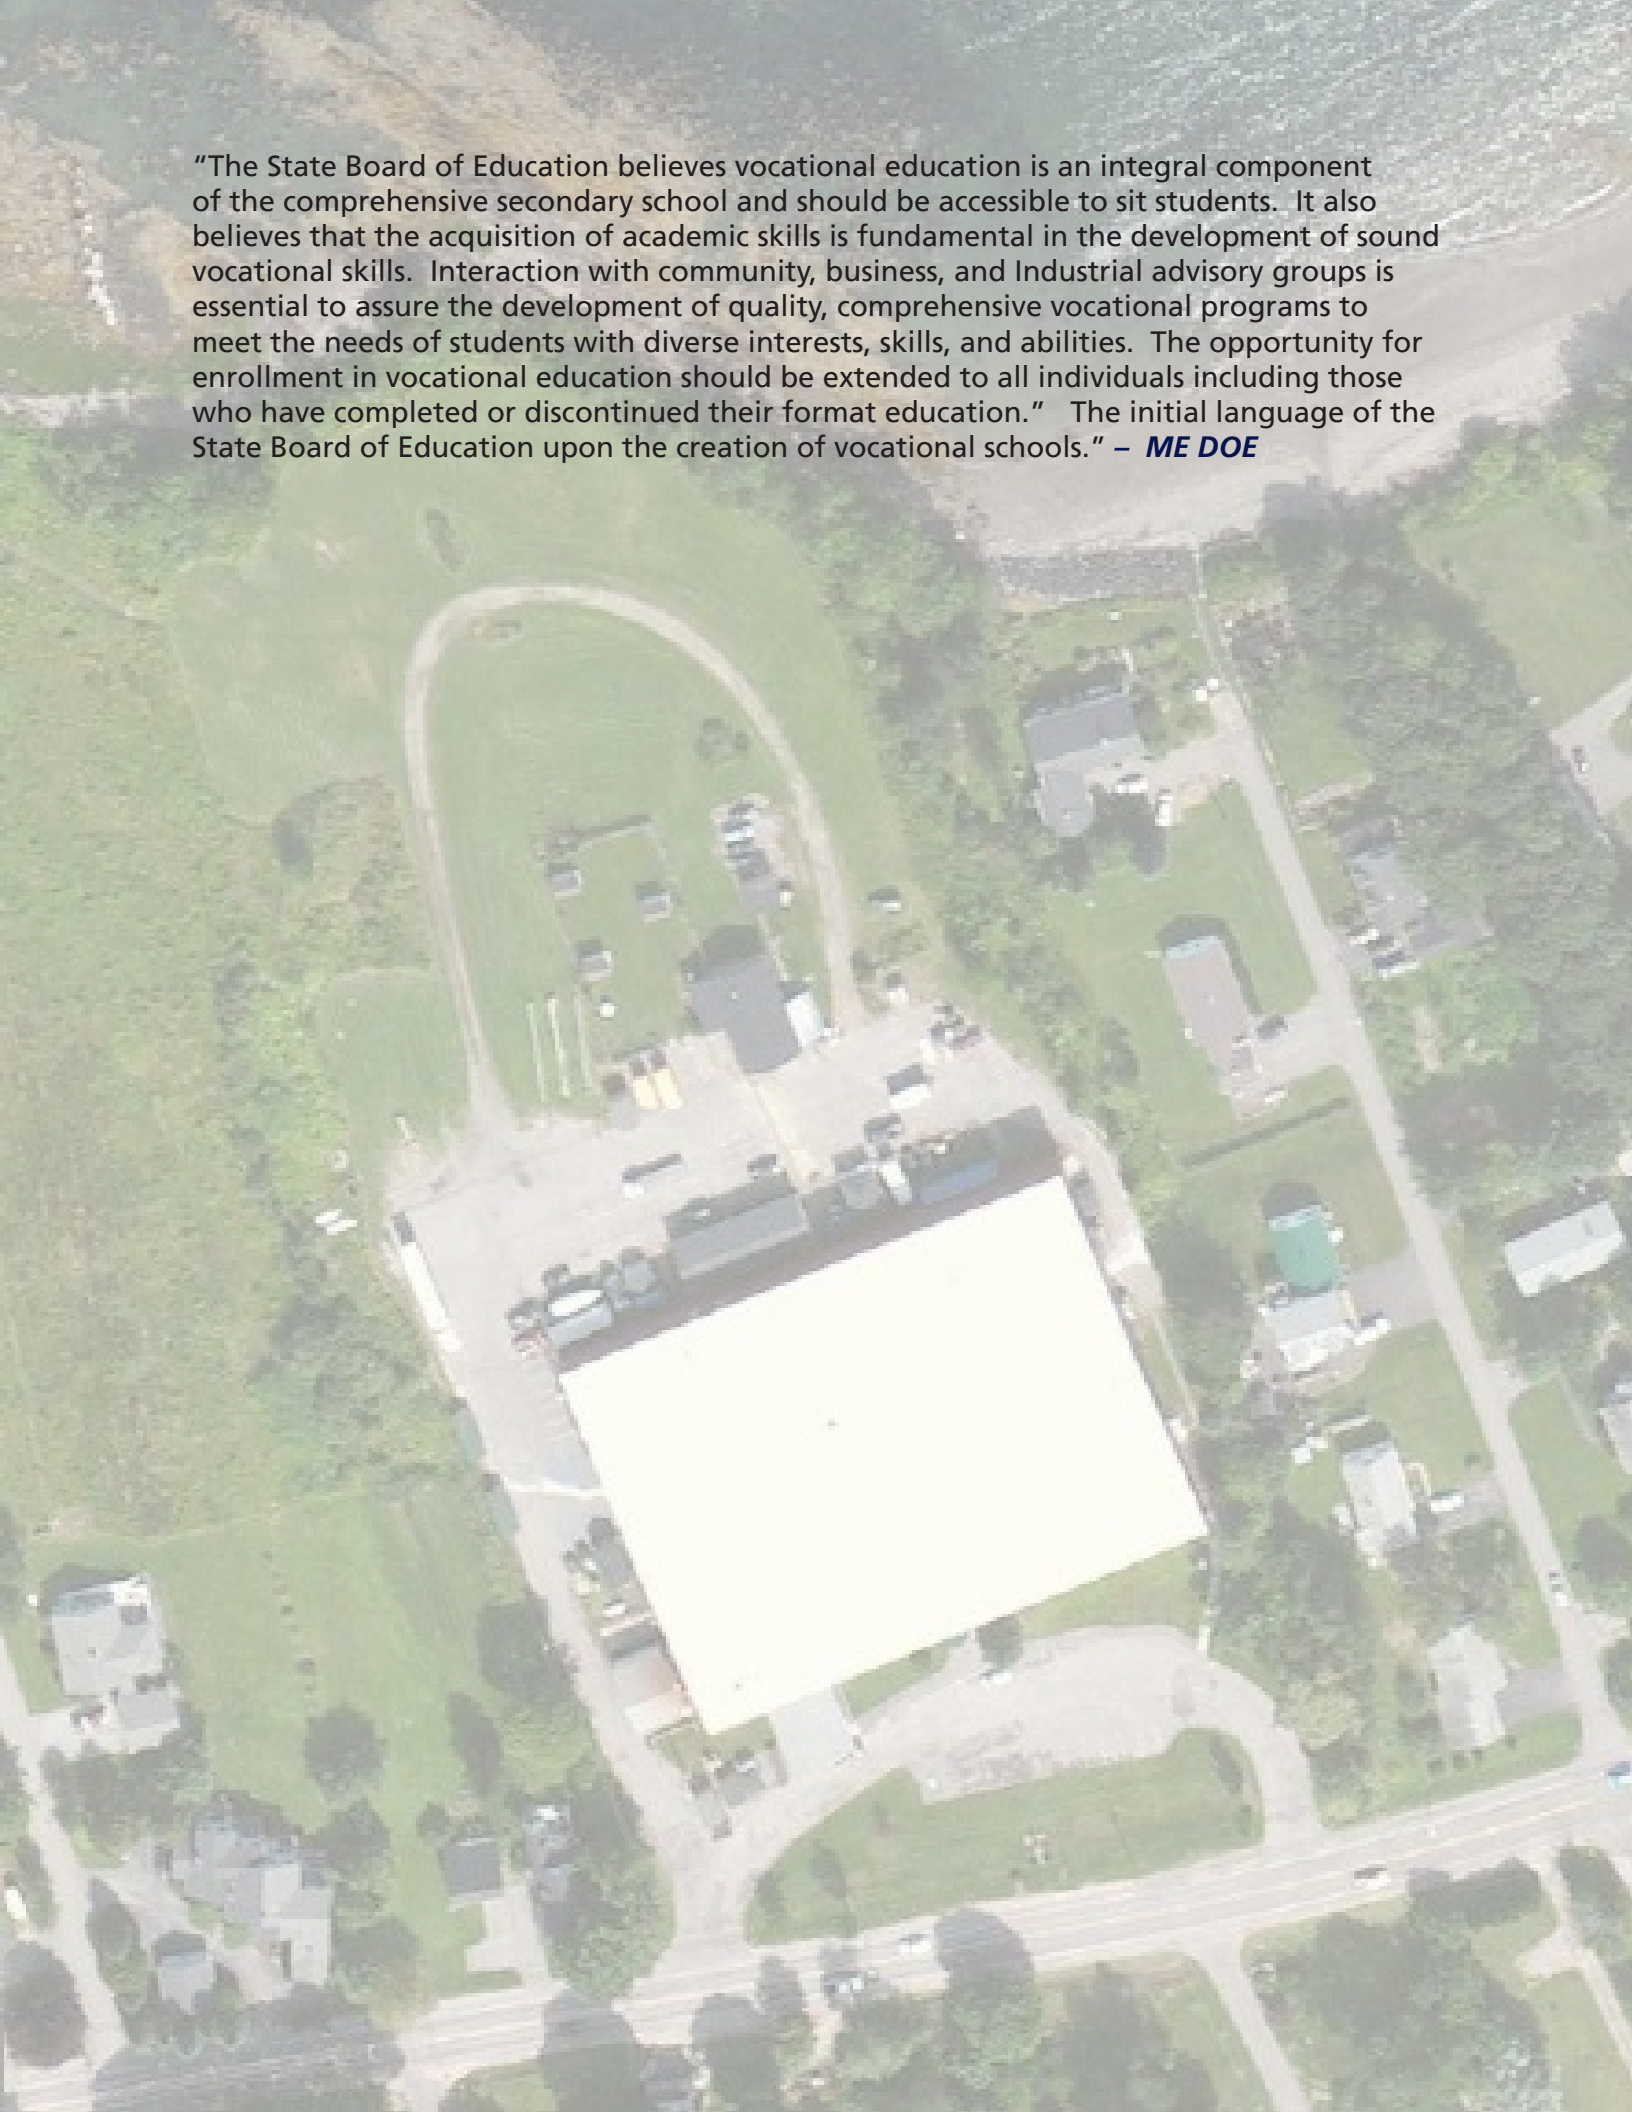 “The State Board of Education believes vocational education is an integral component
of the comprehensive secondary school and should be accessible to sit students.  It also
believes that the acquisition of academic skills is fundamental in the development of sound
vocational skills.  Interaction with community, business, and Industrial advisory groups is
essential to assure the development of quality, comprehensive vocational programs to
meet the needs of students with diverse interests, skills, and abilities.  The opportunity for
enrollment in vocational education should be extended to all individuals including those
who have completed or discontinued their format education.”   The initial language of the
State Board of Education upon the creation of vocational schools.” –  ME DOE